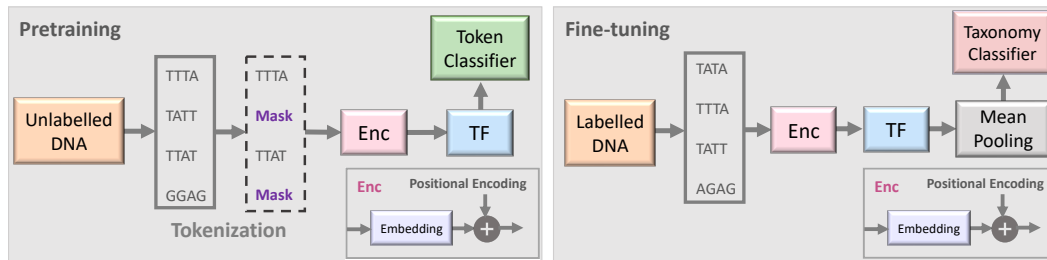 Pretraining
Unlabelled
DNA
TTTA
TATT
TTAT
GGAG
TTTA
Mask
TTAT
Mask
Tokenization
Enc
TF
Token
Classifier
Enc
Positional Encoding
Embedding
+
Fine-tuning
Labelled
DNA
TATA
TTTA
TATT
AGAG
Enc
TF
Mean
Pooling
Taxonomy
Classifier
Enc
Positional Encoding
Embedding
+